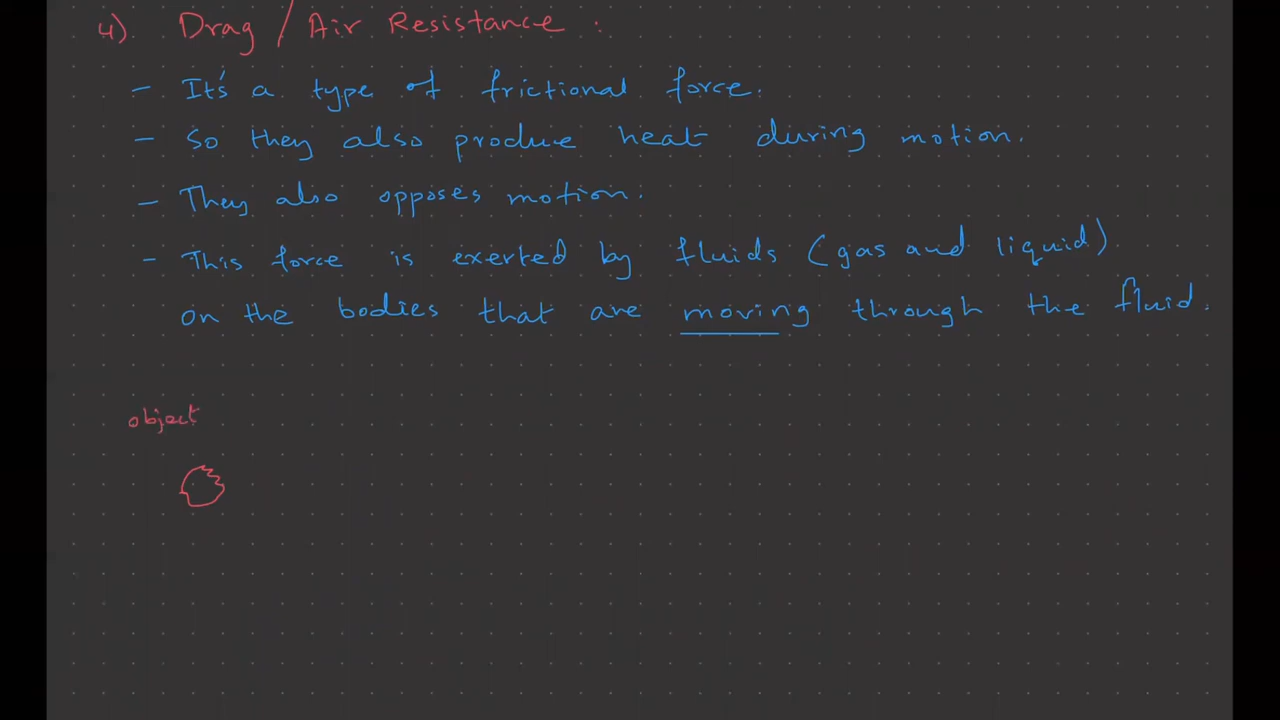 4). Drag / Air Resistance :
- It's a type of frictional force.
- So they also produce heat during motion.
- They also opposes motion.
- This force is exerted by fluids (gas and liquid)
on the bodies that are moving through the fluid.
object